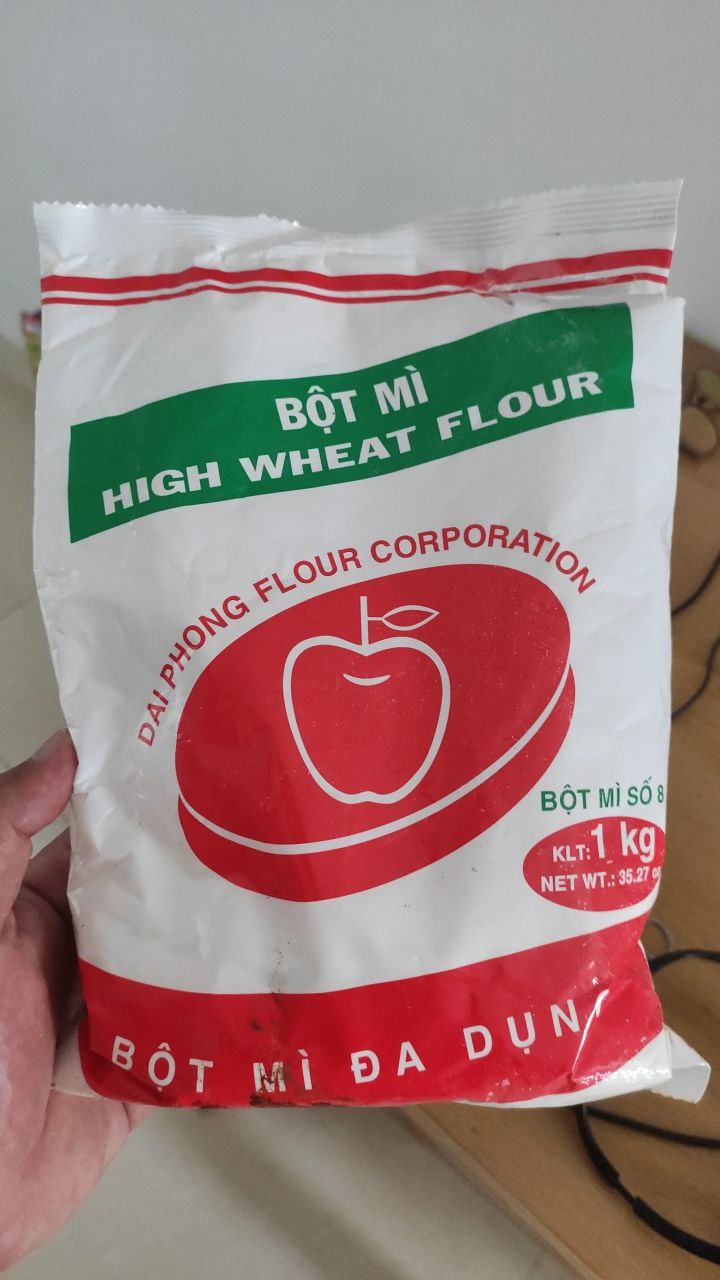 BỘT MÌ
HIGH WHEAT FLOUR
DAI PHONG FLOUR CORPORATION
BỘT MÌ SỐ 8
KLT: 1 kg
NET WT.: 35.27 oz
BỘT MÌ ĐA DỤN